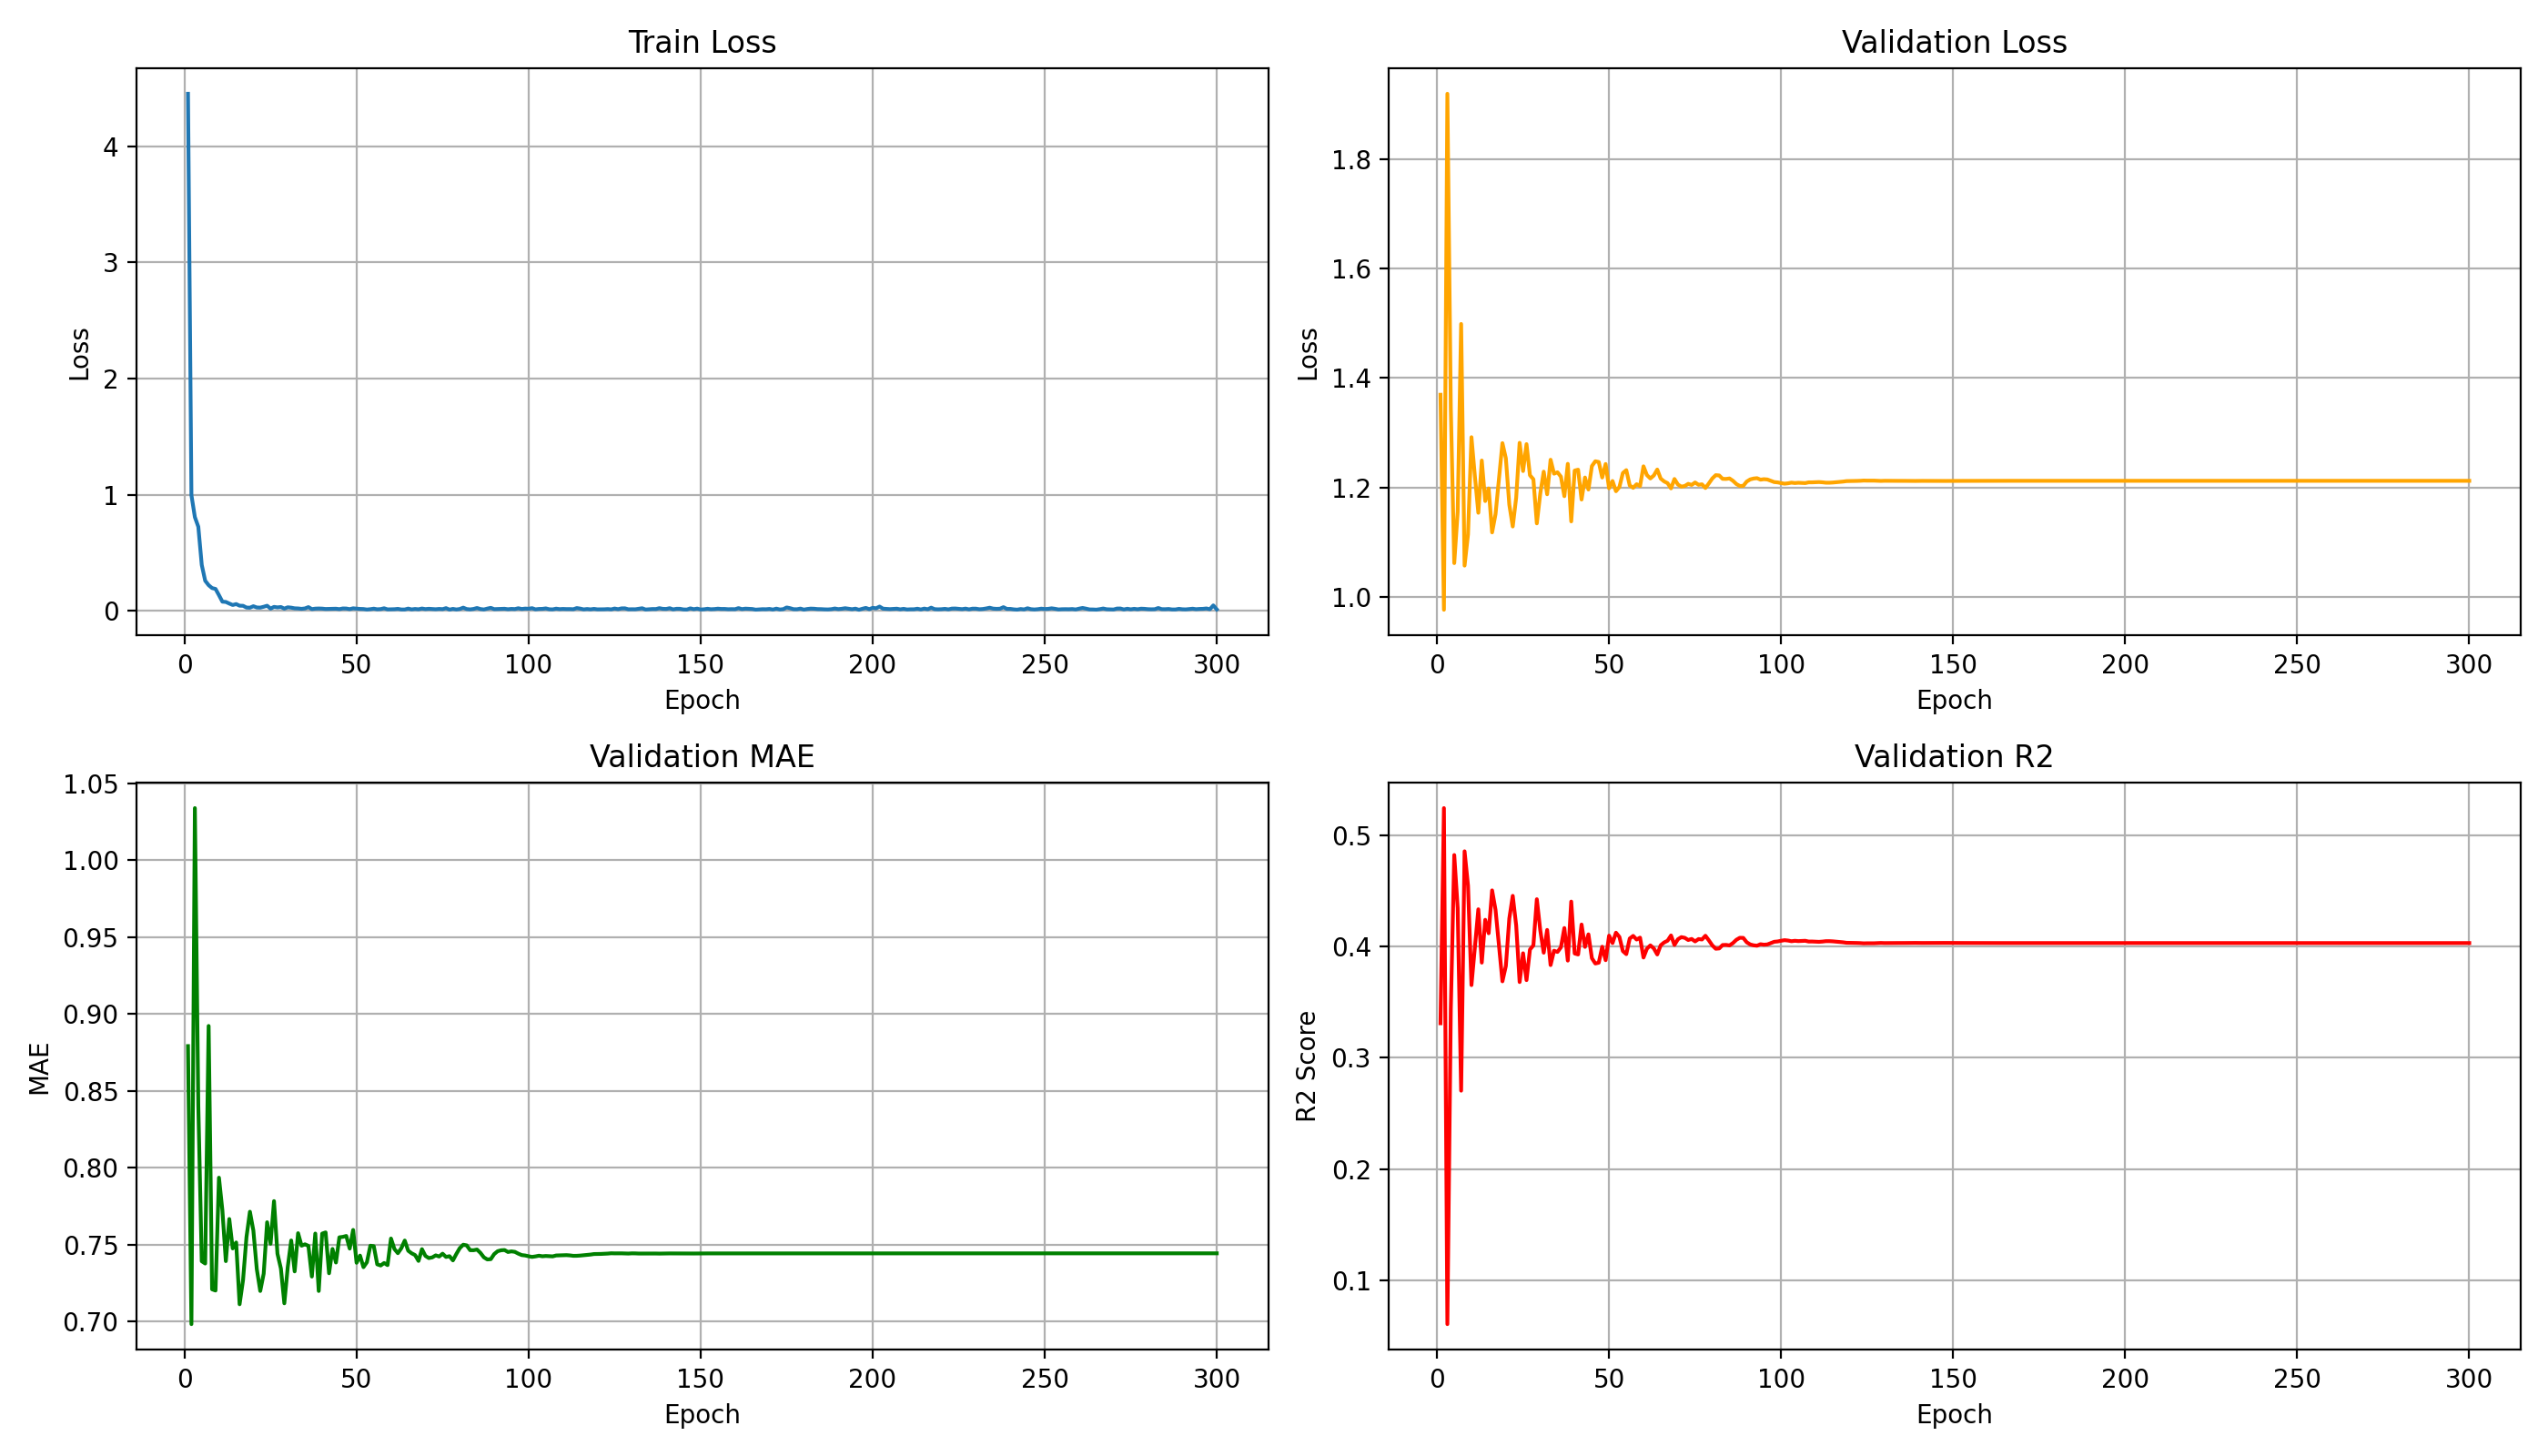 Train Loss
4
3
2
1
0
Loss
0 50 100 150 200 250 300
Epoch
Validation Loss
1.8
1.6
1.4
1.2
1.0
Loss
0 50 100 150 200 250 300
Epoch
Validation MAE
1.05
1.00
0.95
0.90
0.85
0.80
0.75
0.70
MAE
0 50 100 150 200 250 300
Epoch
Validation R2
0.5
0.4
0.3
0.2
0.1
R2 Score
0 50 100 150 200 250 300
Epoch